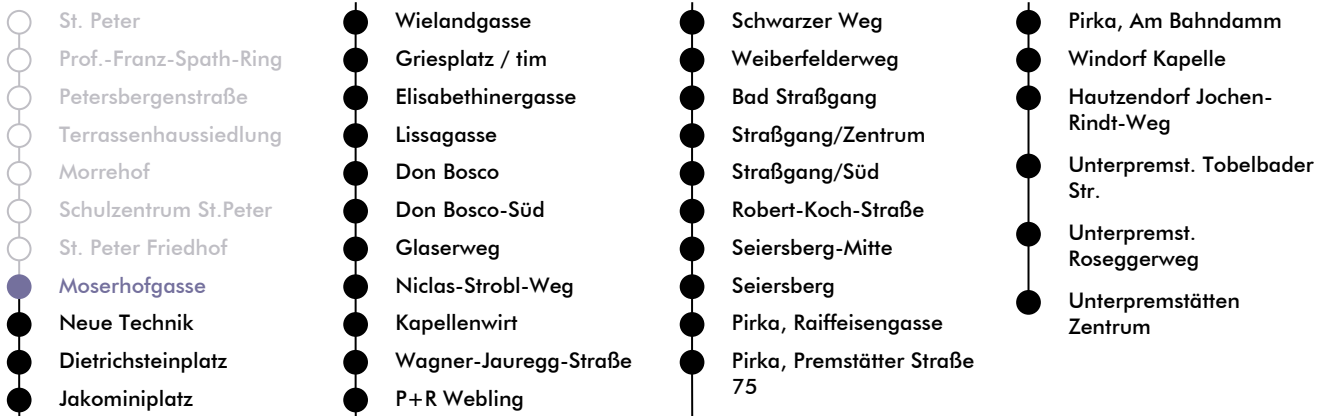 St. Peter
Prof.-Franz-Spath-Ring
Petersbergenstraße
Terrassenhaussiedlung
Morrehof
Schulzentrum St.Peter
St. Peter Friedhof
Moserhofgasse
Neue Technik
Dietrichsteinplatz
Jakominiplatz
Wielandgasse
Griesplatz / tim
Elisabethinergasse
Lissagasse
Don Bosco
Don Bosco-Süd
Glaserweg
Niclas-Strobl-Weg
Kapellenwirt
Wagner-Jauregg-Straße
P+R Webling
Schwarzer Weg
Weiberfelderweg
Bad Straßgang
Straßgang/Zentrum
Straßgang/Süd
Robert-Koch-Straße
Seiersberg-Mitte
Seiersberg
Pirka, Raiffeisengasse
Pirka, Premstätter Straße
75
Pirka, Am Bahndamm
Windorf Kapelle
Hautzendorf Jochen-
Rindt-Weg
Unterpremst. Tobelbader
Str.
Unterpremst.
Roseggerweg
Unterpremstätten
Zentrum